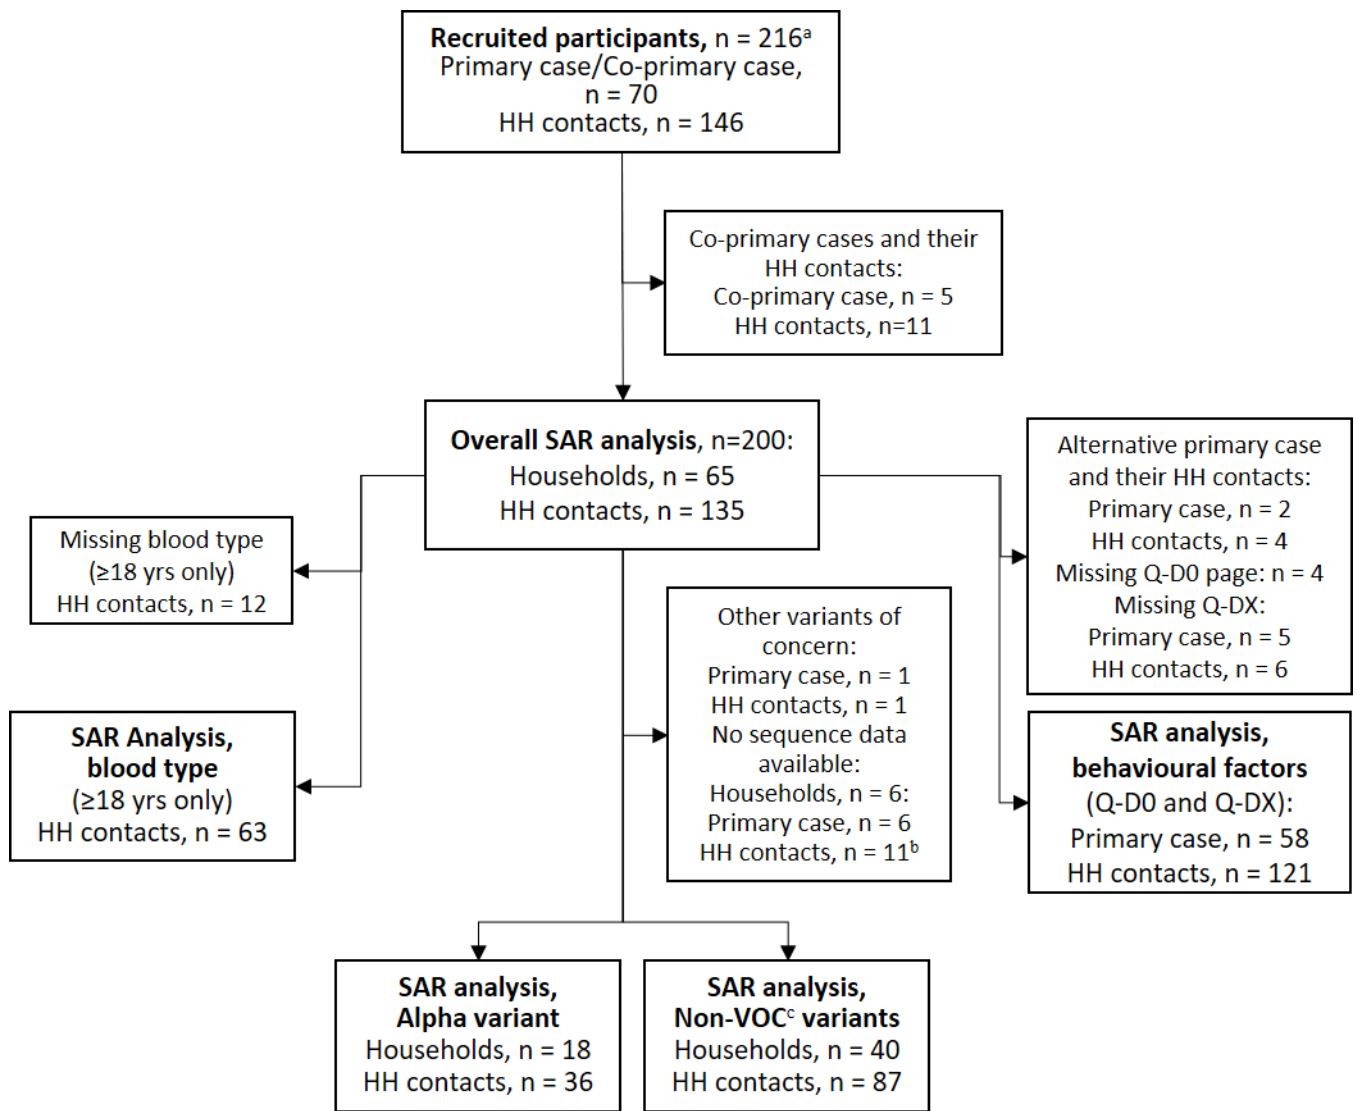 Recruited participants, n = 216ᵃ
Primary case/Co-primary case,
n = 70
HH contacts, n = 146
Co-primary cases and their
HH contacts:
Co-primary case, n = 5
HH contacts, n=11
Overall SAR analysis, n=200:
Households, n = 65
HH contacts, n = 135
Alternative primary case
and their HH contacts:
Primary case, n = 2
HH contacts, n = 4
Missing Q-D0 page: n = 4
Missing Q-DX:
Primary case, n = 5
HH contacts, n = 6
Missing blood type
(≥18 yrs only)
HH contacts, n = 12
Other variants of
concern:
Primary case, n = 1
HH contacts, n = 1
No sequence data
available:
Households, n = 6:
Primary case, n = 6
HH contacts, n = 11ᵇ
SAR Analysis,
blood type
(≥18 yrs only)
HH contacts, n = 63
SAR analysis,
behavioural factors
(Q-D0 and Q-DX):
Primary case, n = 58
HH contacts, n = 121
SAR analysis,
Alpha variant
Households, n = 18
HH contacts, n = 36
SAR analysis,
Non-VOCᶜ variants
Households, n = 40
HH contacts, n = 87